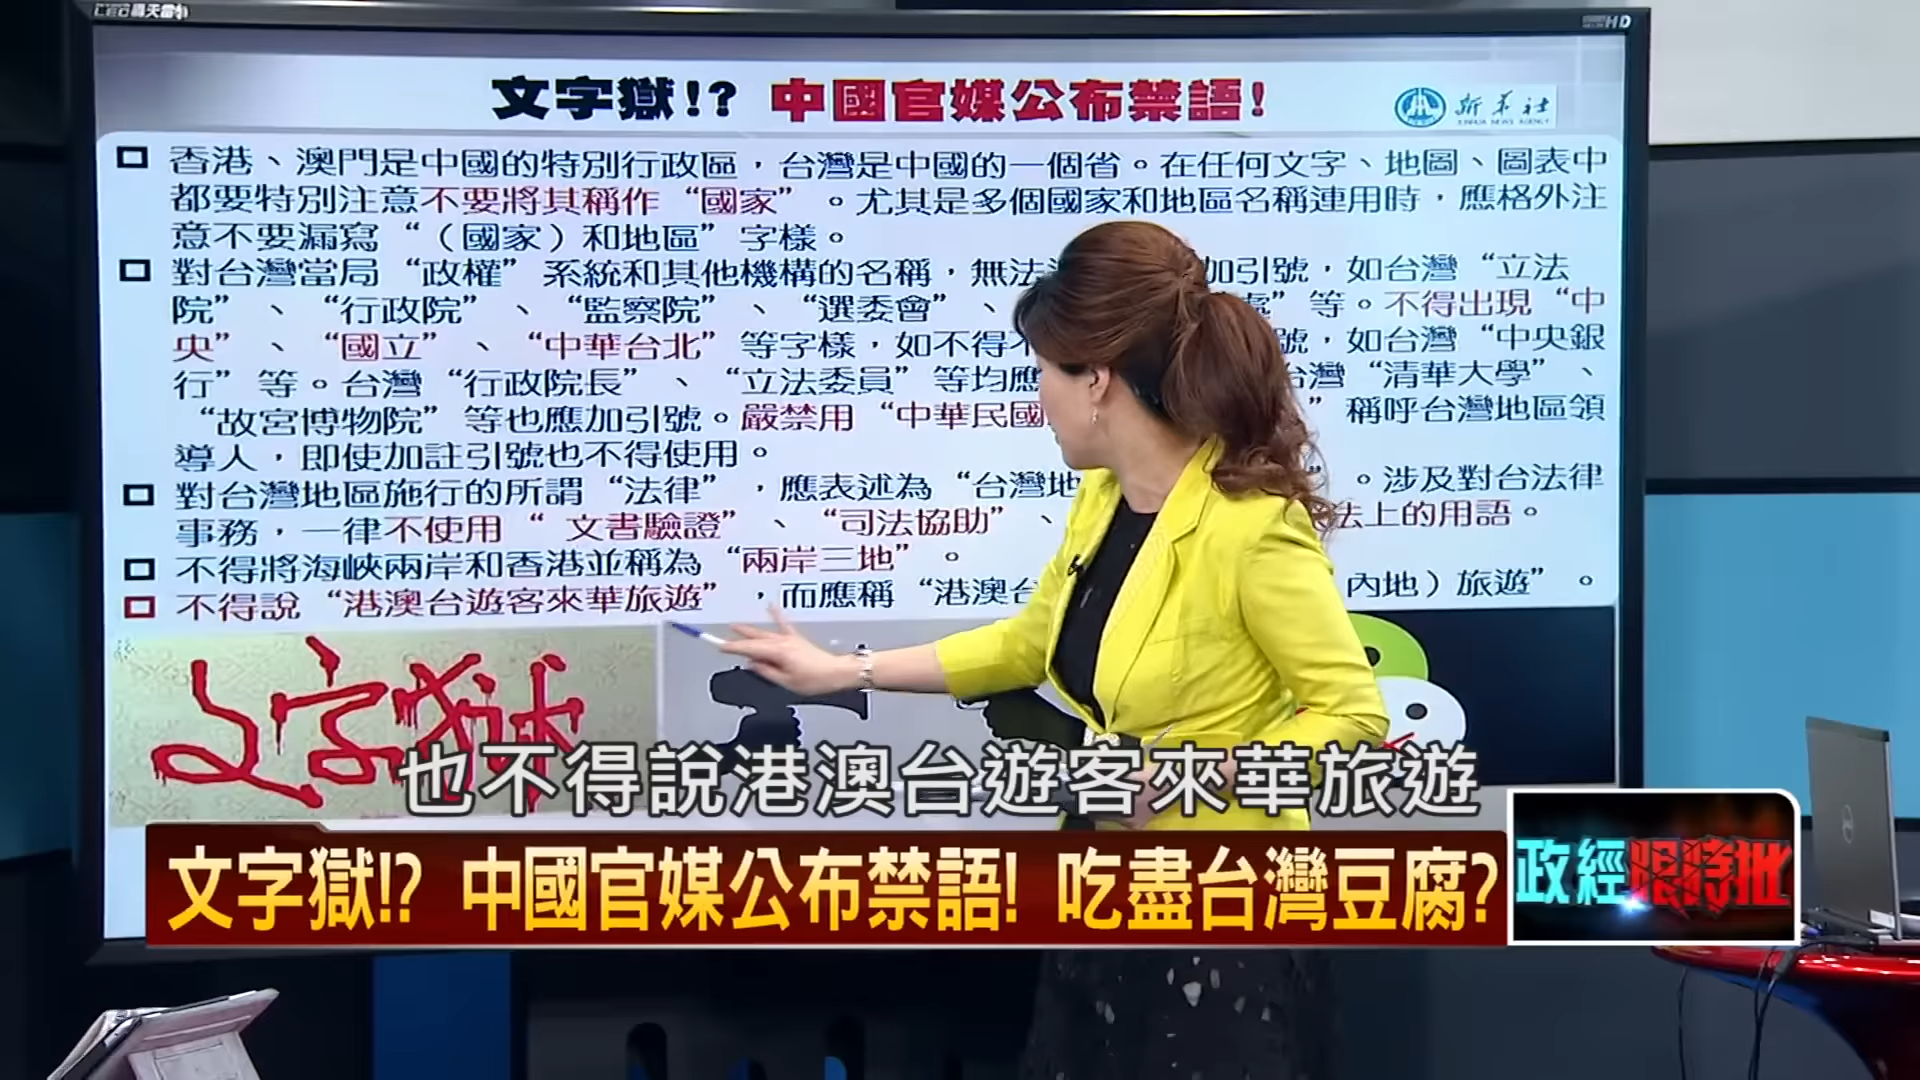 HD
文字獄!? 中國官媒公布禁語!
新華社
XINHUA NEWS AGENCY
香港、澳門是中國的特別行政區，台灣是中國的一個省。在任何文字、地圖、圖表中
都要特別注意不要將其稱作“國家”。尤其是多個國家和地區名稱連用時，應格外注
意不要漏寫“（國家）和地區”字樣。
對台灣當局“政權”系統和其他機構的名稱，無法 加引號，如台灣“立法
院”、“行政院”、“監察院”、“選委會”、 處”等。不得出現“中
央”、“國立”、“中華台北”等字樣，如不得不 號，如台灣“中央銀
行”等。台灣“行政院長”、“立法委員”等均應 台灣“清華大學”、
“故宮博物院”等也應加引號。嚴禁用“中華民國 ”稱呼台灣地區領
導人，即使加註引號也不得使用。
對台灣地區施行的所謂“法律”，應表述為“台灣地 ”。涉及對台法律
事務，一律不使用“ 文書驗證”、“司法協助”、 法上的用語。
不得將海峽兩岸和香港並稱為“兩岸三地”。
不得說“港澳台遊客來華旅遊”，而應稱“港澳台 內地）旅遊”。
文字獄
也不得說港澳台遊客來華旅遊
文字獄!? 中國官媒公布禁語! 吃盡台灣豆腐?
政經狠時批